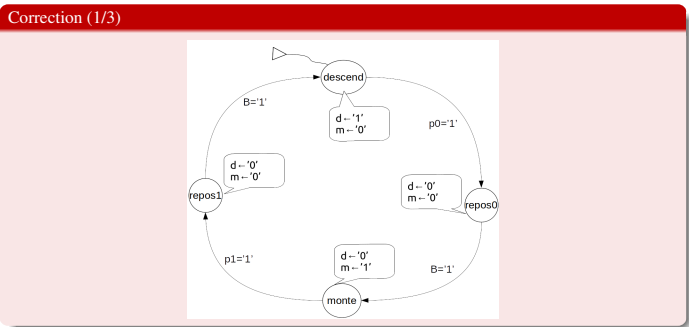 Correction (1/3)
descend
B='1'
d←'1'
m←'0'
p0='1'
d←'0'
m←'0'
repos1
d←'0'
m←'0'
repos0
p1='1'
d←'0'
m←'1'
B='1'
monte